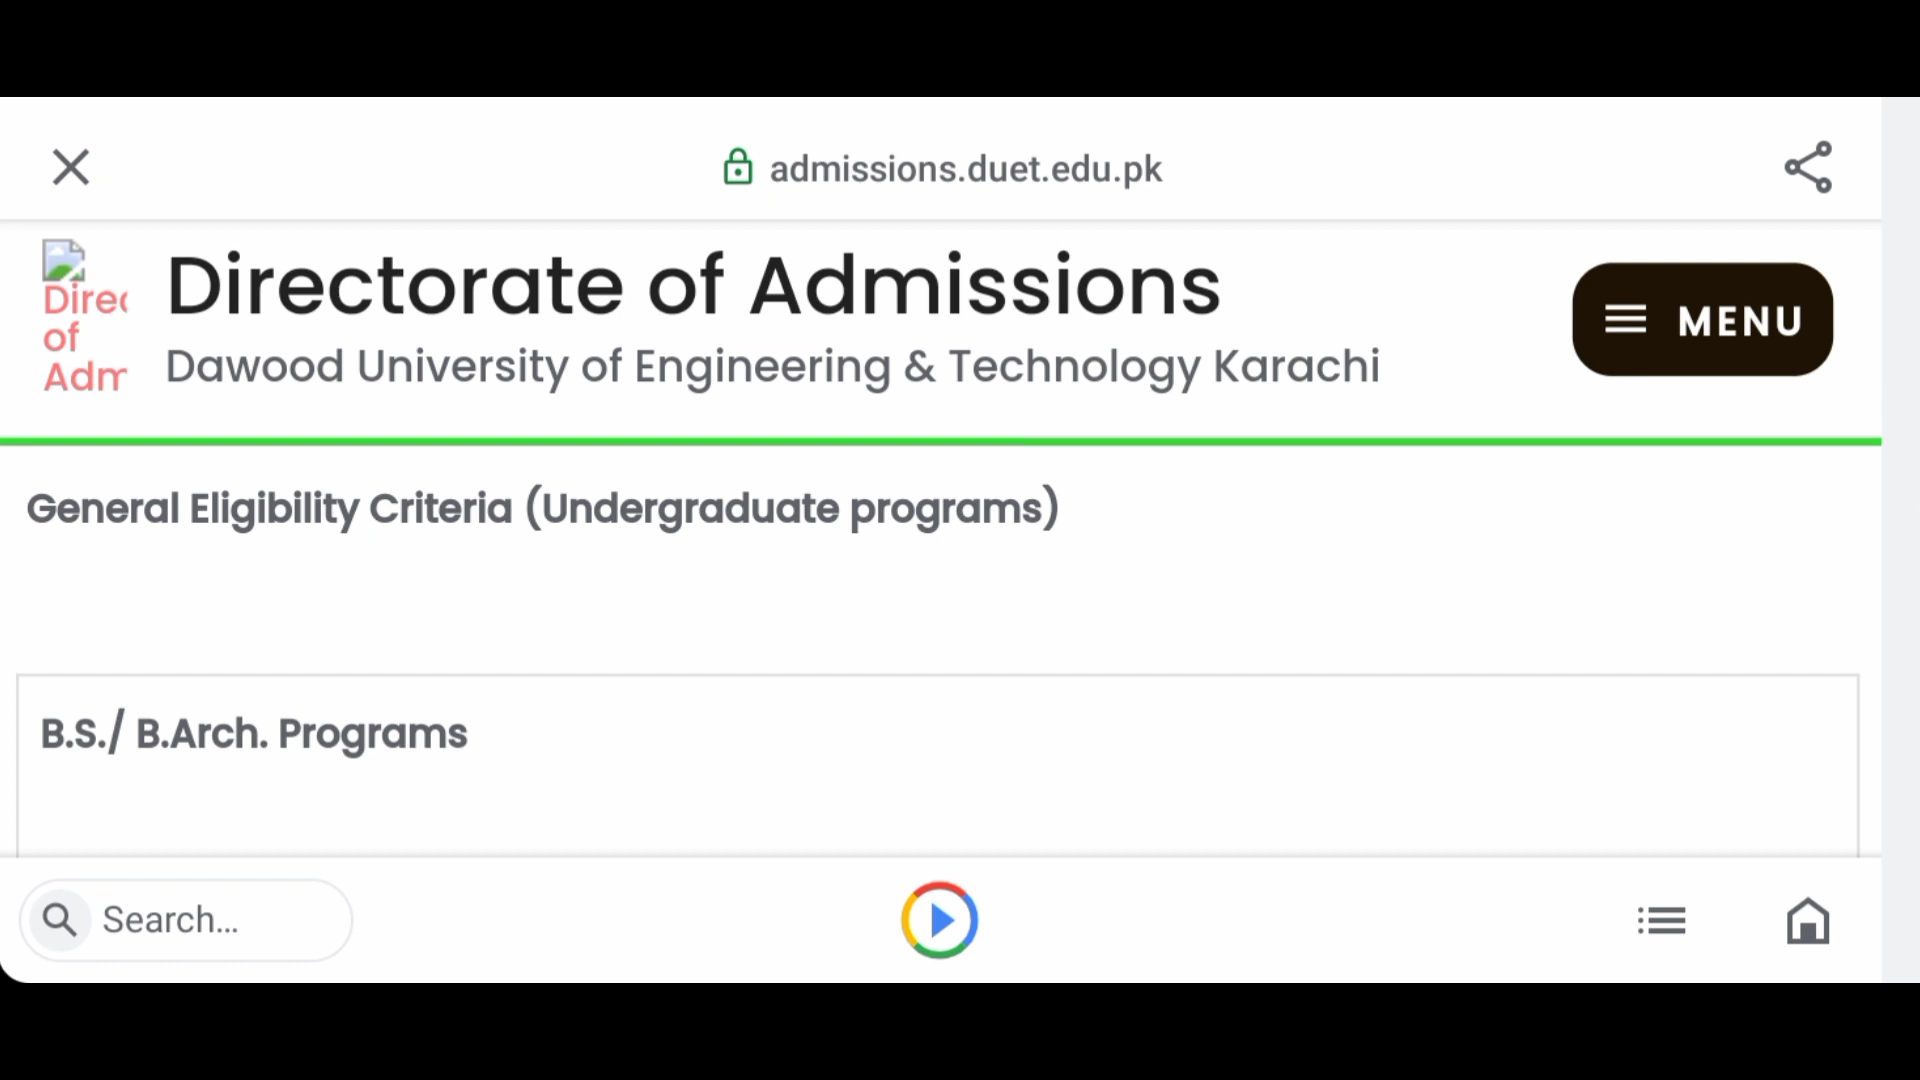 admissions.duet.edu.pk
Directorate of Admissions
Dawood University of Engineering & Technology Karachi
Direc
of
Adm
MENU
General Eligibility Criteria (Undergraduate programs)
B.S./ B.Arch. Programs
Search...